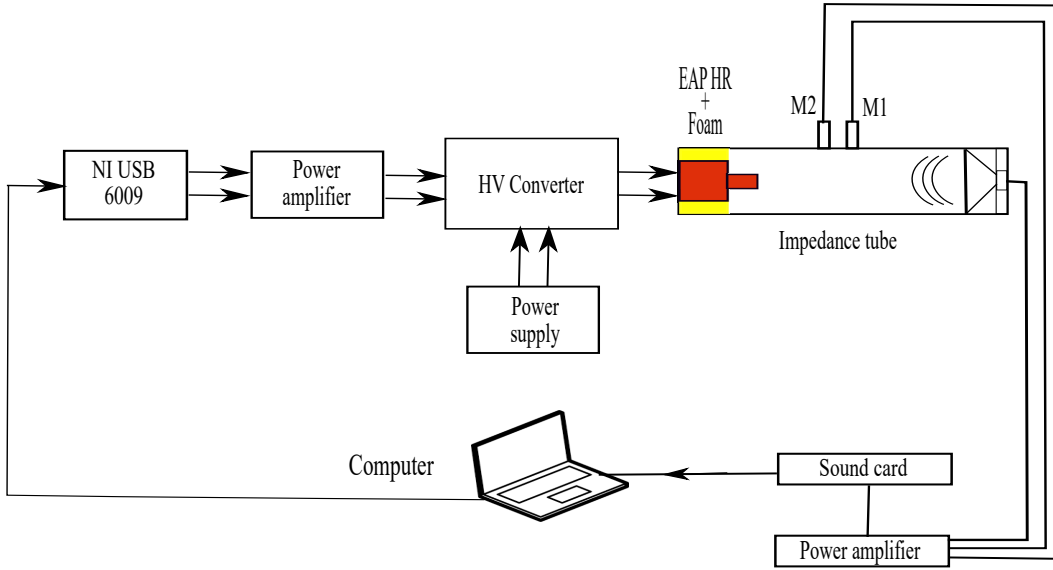 EAP HR
+
Foam
M2
M1
NI USB
6009
Power
amplifier
HV Converter
Impedance tube
Power
supply
Computer
Sound card
Power amplifier